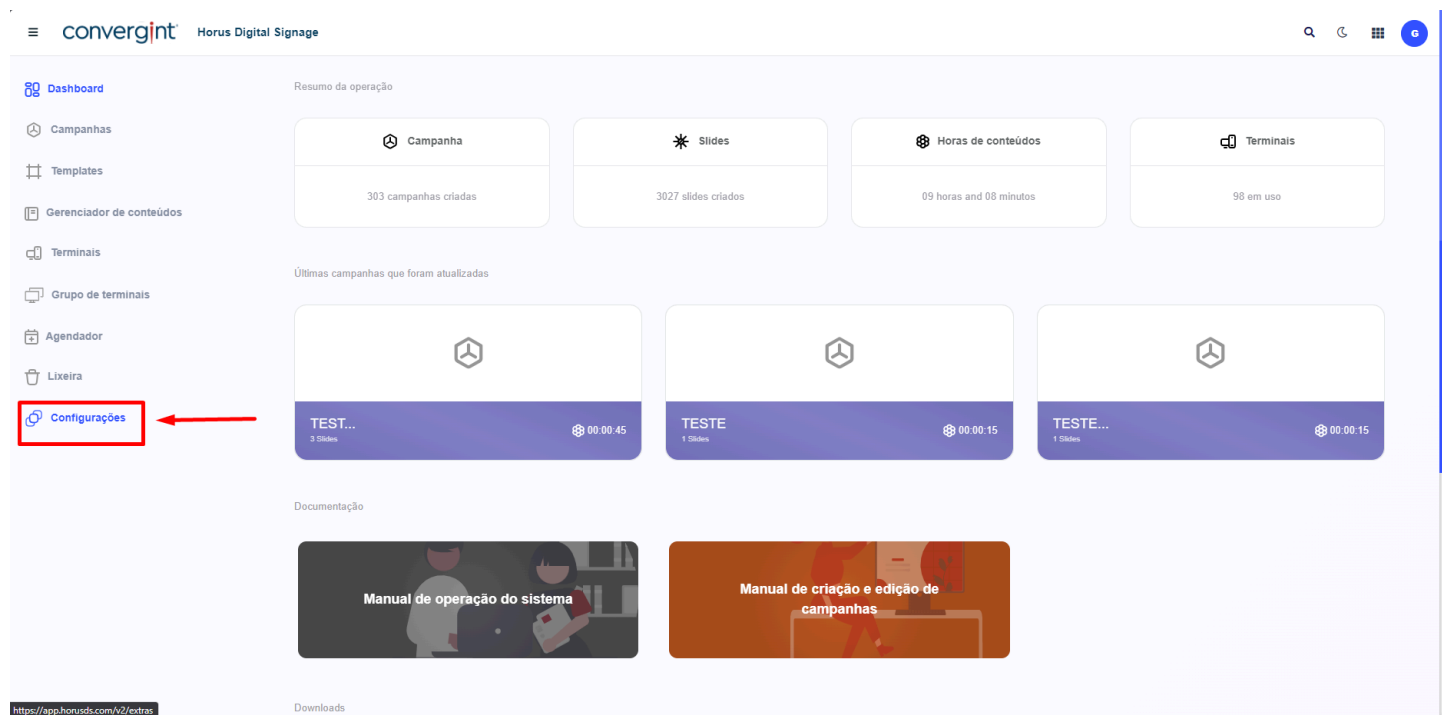 convergint
Horus Digital Signage
G
Dashboard
Campanhas
Templates
Gerenciador de conteúdos
Terminais
Grupo de terminais
Agendador
Lixeira
Configurações
Resumo da operação
Campanha
303 campanhas criadas
Slides
3027 slides criados
Horas de conteúdos
09 horas and 08 minutos
Terminais
98 em uso
Últimas campanhas que foram atualizadas
TEST...
3 Slides
00:00:45
TESTE
1 Slides
00:00:15
TESTE...
1 Slides
00:00:15
Documentação
Manual de operação do sistema
Manual de criação e edição de
campanhas
Downloads
https://app.horusds.com/v2/extras